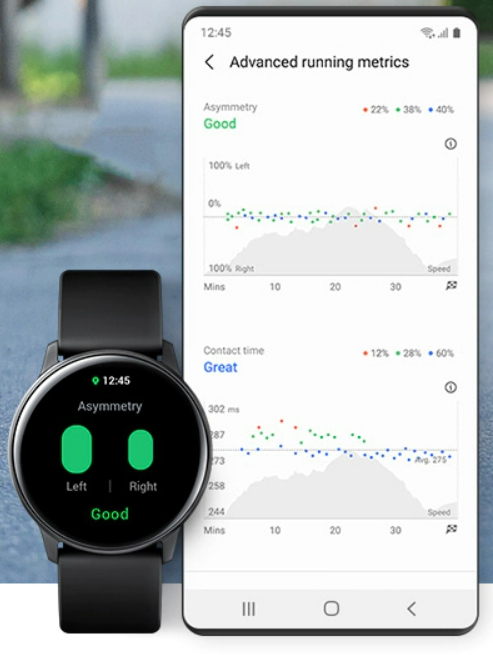 12:45
Advanced running metrics
Asymmetry
Good
22% 38% 40%
100% Left
0%
100% Right Speed
Mins 10 20 30
Contact time
Great
12% 28% 60%
302 ms
287
273 Avg. 275
258
244 Speed
Mins 10 20 30
12:45
Asymmetry
Left | Right
Good